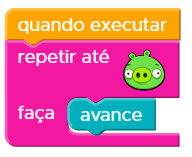 quando executar
repetir até
faça
avance